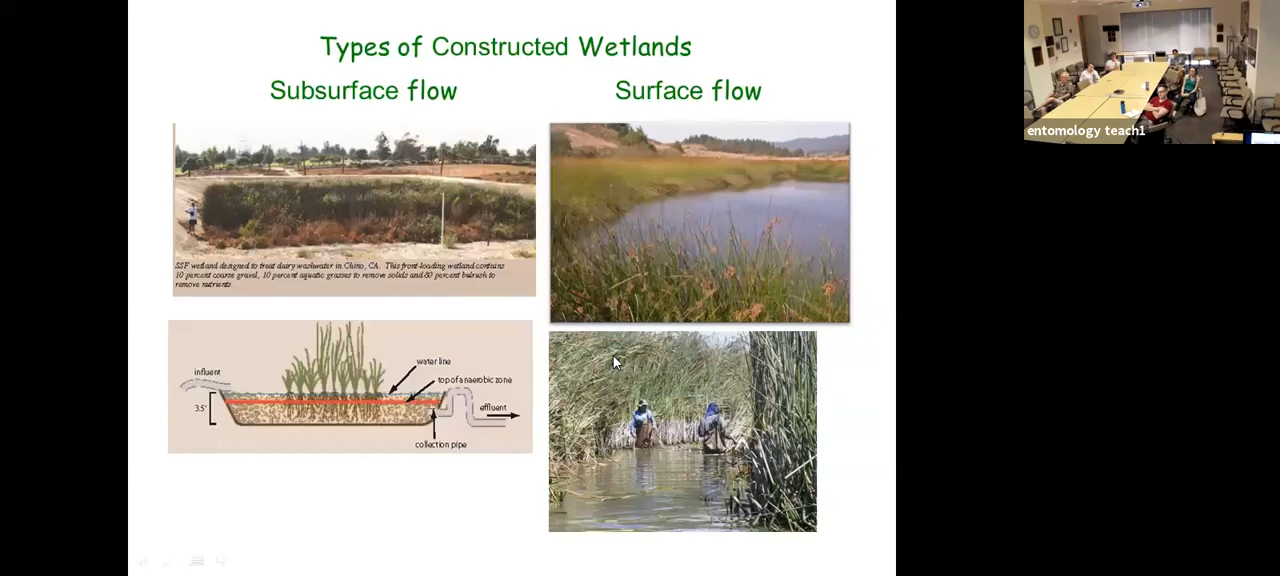 Types of Constructed Wetlands
Subsurface flow
Surface flow
SSF wetland designed to treat dairy washwater in Chino, CA. This front-loading wetland contains
10 percent coarse gravel, 10 percent aquatic grasses to remove solids and 80 percent bulrush to
remove nutrients
influent
3.5'
water line
top of anaerobic zone
effluent
collection pipe
entomology teach1